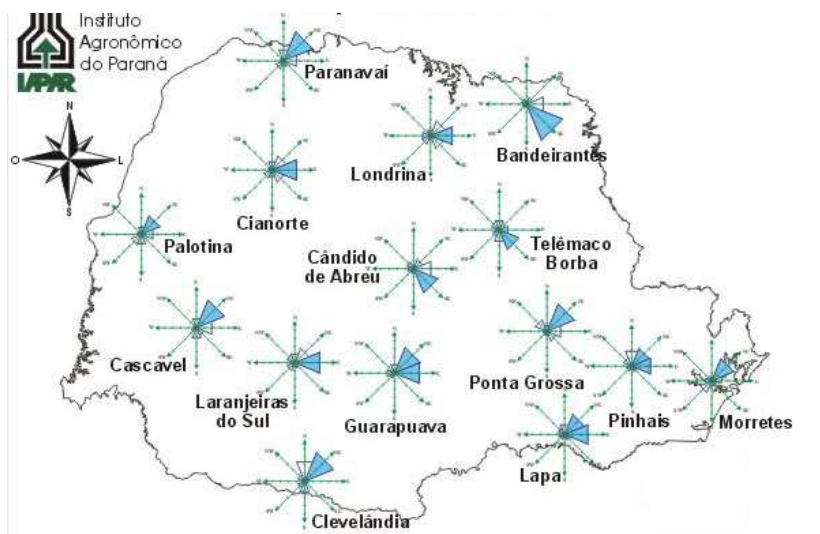 Instituto
Agronômico
do Paraná
IAPAR
N
O
L
S
Paranavaí
Bandeirantes
Londrina
Cianorte
Palotina
Telêmaco
Borba
Cândido
de Abreu
Cascavel
Laranjeiras
do Sul
Guarapuava
Ponta Grossa
Pinhais
Morretes
Lapa
Clevelândia